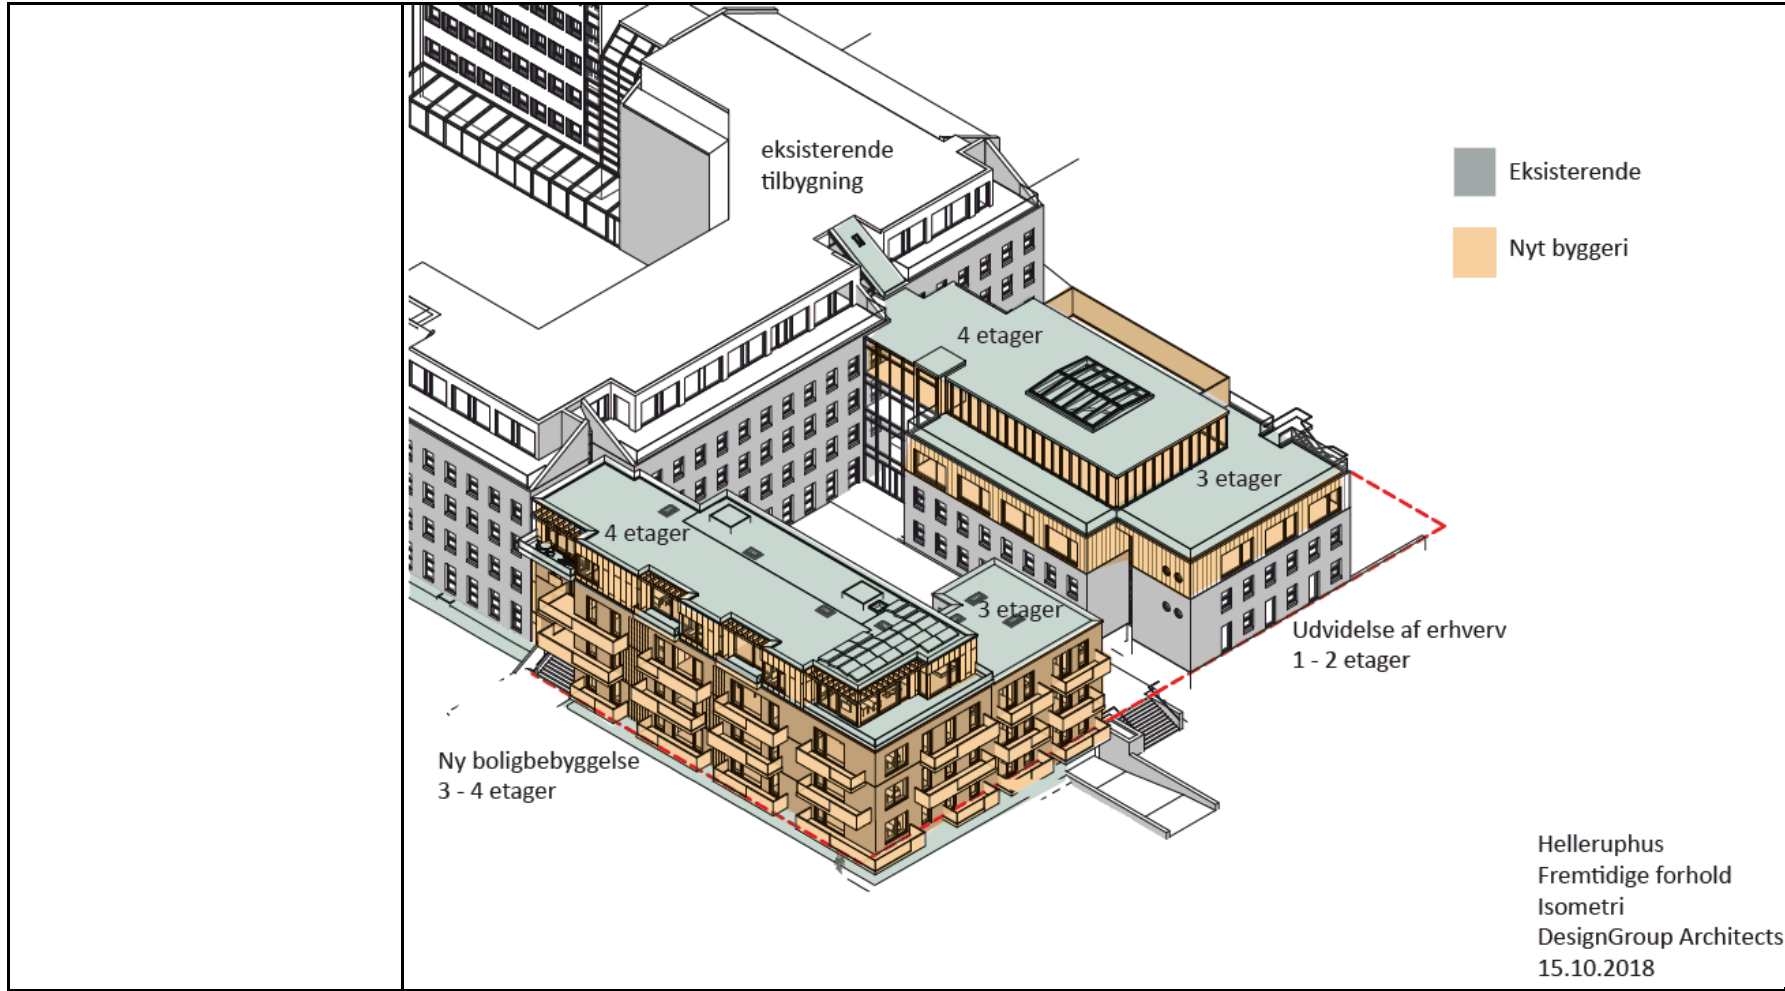 eksisterende
tilbygning
Eksisterende
Nyt byggeri
4 etager
3 etager
4 etager
3 etager
Udvidelse af erhverv
1 - 2 etager
Ny boligbebyggelse
3 - 4 etager
Helleruphus
Fremtidige forhold
Isometri
DesignGroup Architects
15.10.2018